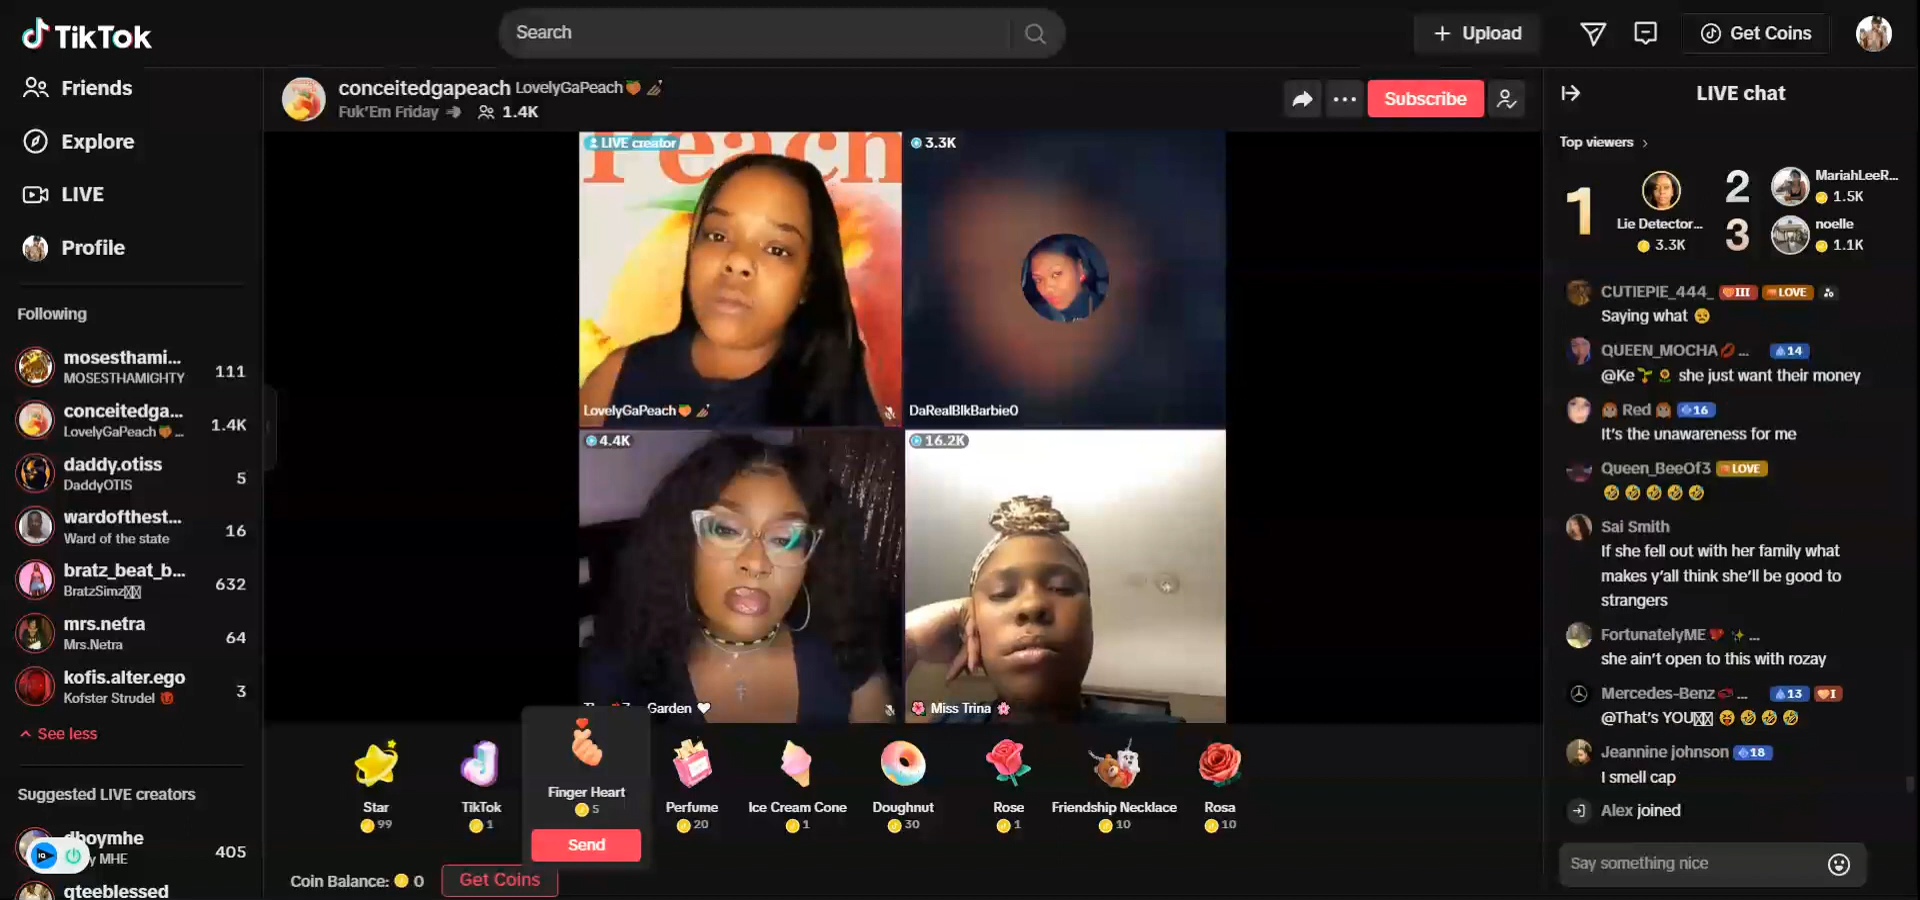 TikTok
Search
Upload
Get Coins
Friends
Explore
LIVE
Profile
Following
mosesthami...
MOSESTHAMIGHTY
111
conceitedga...
LovelyGaPeach🍑 ...
1.4K
daddy.otiss
DaddyOTIS
5
wardofthest...
Ward of the state
16
bratz_beat_b...
BratzSimz
632
mrs.netra
Mrs.Netra
64
kofis.alter.ego
Kofster Strudel
3
See less
Suggested LIVE creators
dboymhe
y MHE
405
qteeblessed
conceitedgapeach LovelyGaPeach🍑💅🏾
Fuk'Em Friday
1.4K
Subscribe
Peach
LIVE creator
LovelyGaPeach🍑💅🏾
3.3K
DaRealBlkBarbie0
4.4K
Garden 🤍
16.2K
🌺 Miss Trina 🌸
Star
99
TikTok
1
Finger Heart
5
Send
Perfume
20
Ice Cream Cone
1
Doughnut
30
Rose
1
Friendship Necklace
10
Rosa
10
Coin Balance: 0
Get Coins
LIVE chat
Top viewers
1
Lie Detector...
3.3K
2
MariahLeeR...
1.5K
3
noelle
1.1K
CUTIEPIE_444_ III LOVE
Saying what 😥
QUEEN_MOCHA💋... 14
@Ke🌱🌻 she just want their money
Red 16
It's the unawareness for me
Queen_BeeOf3 LOVE
🤣🤣🤣🤣🤣
Sai Smith
If she fell out with her family what
makes y'all think she'll be good to
strangers
FortunatelyME❤️✨...
she ain't open to this with rozay
Mercedes-Benz... 13 I
@That's YOU 😝🤣🤣🤣
Jeannine johnson 18
I smell cap
Alex joined
Say something nice